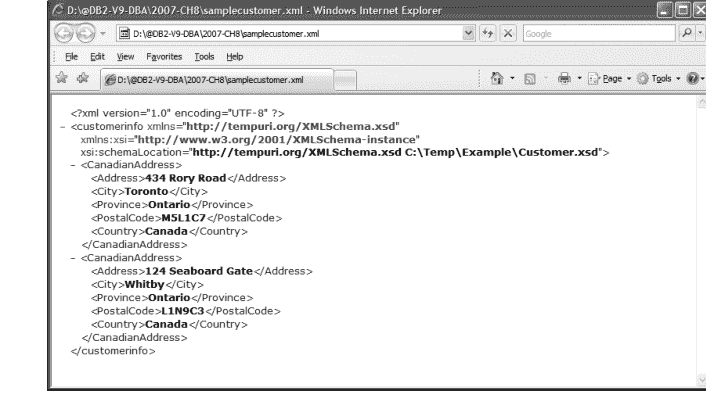 D:\@DB2-V9-DBA\2007-CH8\samplecustomer.xml - Windows Internet Explorer
D:\@DB2-V9-DBA\2007-CH8\samplecustomer.xml
Google
File Edit View Favorites Tools Help
D:\@DB2-V9-DBA\2007-CH8\samplecustomer.xml
Page
Tools
<?xml version="1.0" encoding="UTF-8" ?>
- <customerinfo xmlns="http://tempuri.org/XMLSchema.xsd"
xmlns:xsi="http://www.w3.org/2001/XMLSchema-instance"
xsi:schemaLocation="http://tempuri.org/XMLSchema.xsd C:\Temp\Example\Customer.xsd">
- <CanadianAddress>
<Address>434 Rory Road</Address>
<City>Toronto</City>
<Province>Ontario</Province>
<PostalCode>M5L1C7</PostalCode>
<Country>Canada</Country>
</CanadianAddress>
- <CanadianAddress>
<Address>124 Seaboard Gate</Address>
<City>Whitby</City>
<Province>Ontario</Province>
<PostalCode>L1N9C3</PostalCode>
<Country>Canada</Country>
</CanadianAddress>
</customerinfo>